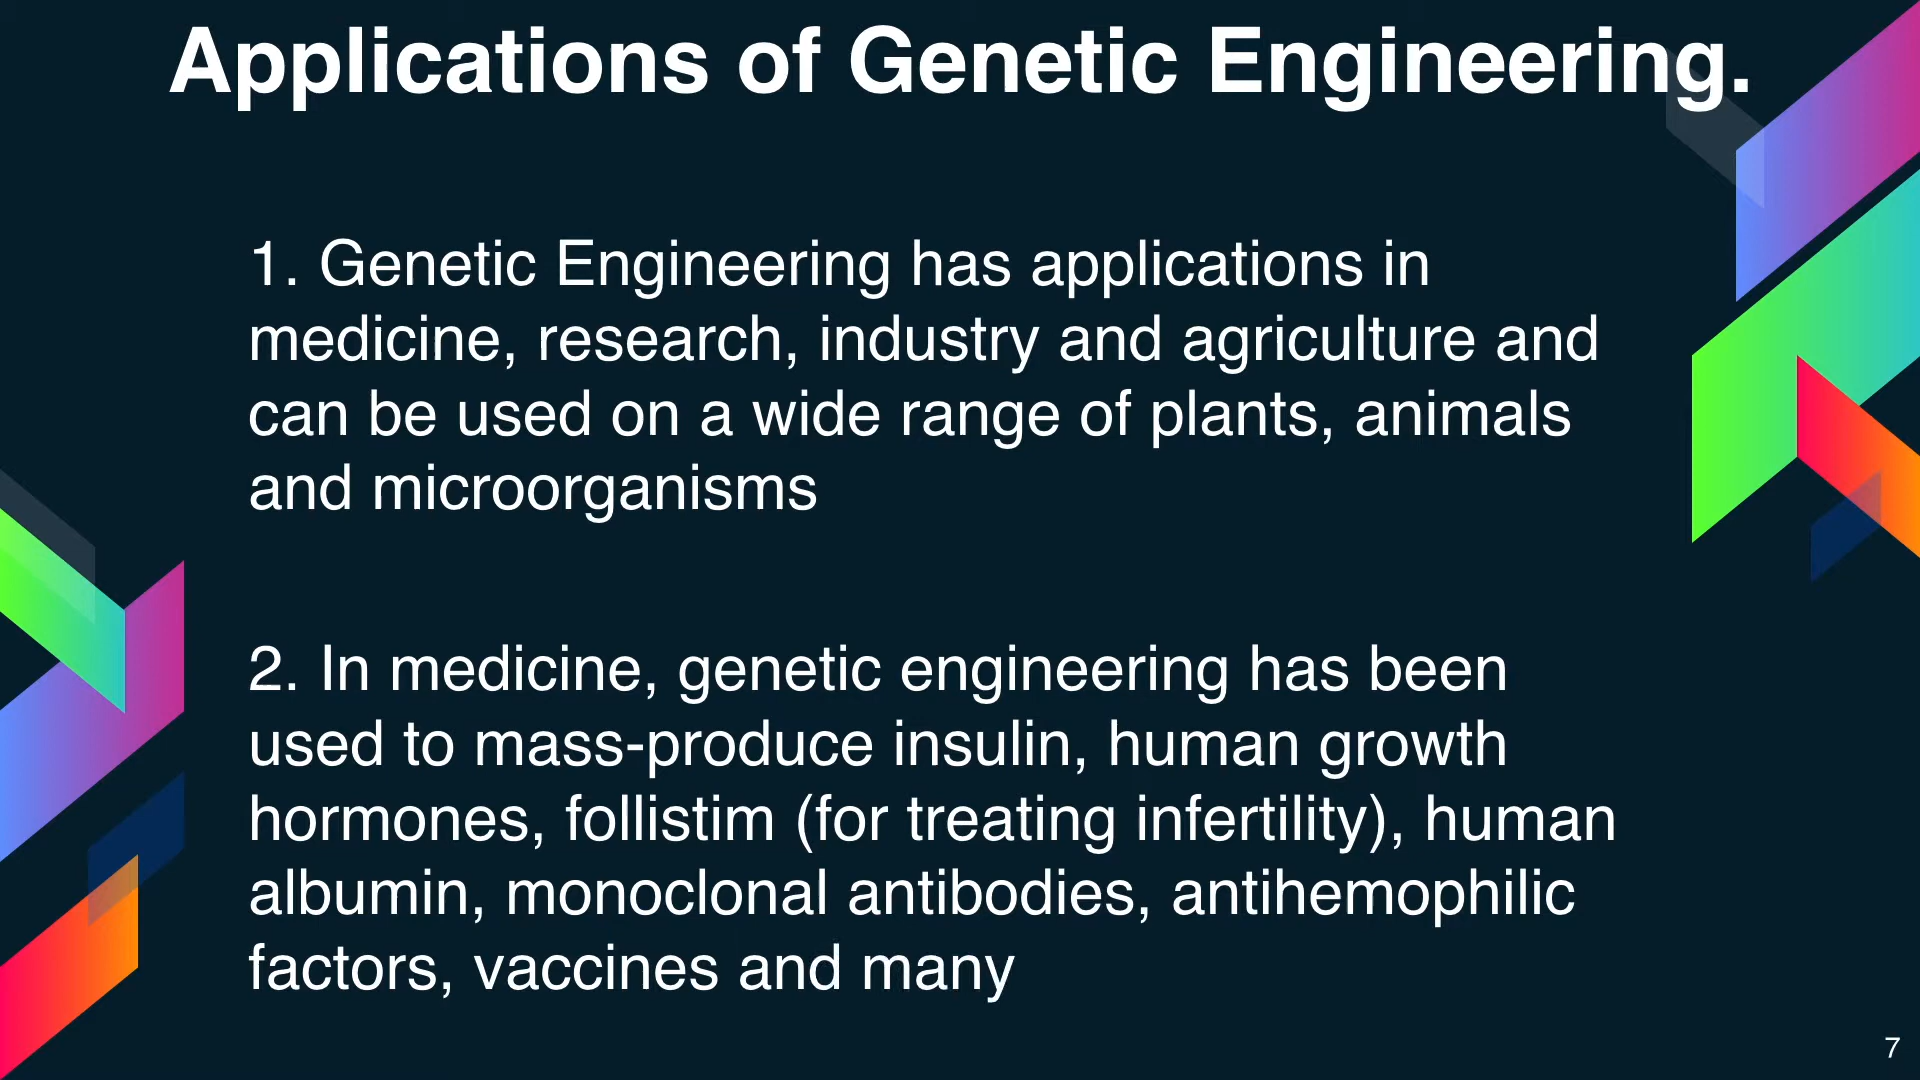 Applications of Genetic Engineering.
1. Genetic Engineering has applications in
medicine, research, industry and agriculture and
can be used on a wide range of plants, animals
and microorganisms
2. In medicine, genetic engineering has been
used to mass-produce insulin, human growth
hormones, follistim (for treating infertility), human
albumin, monoclonal antibodies, antihemophilic
factors, vaccines and many
7